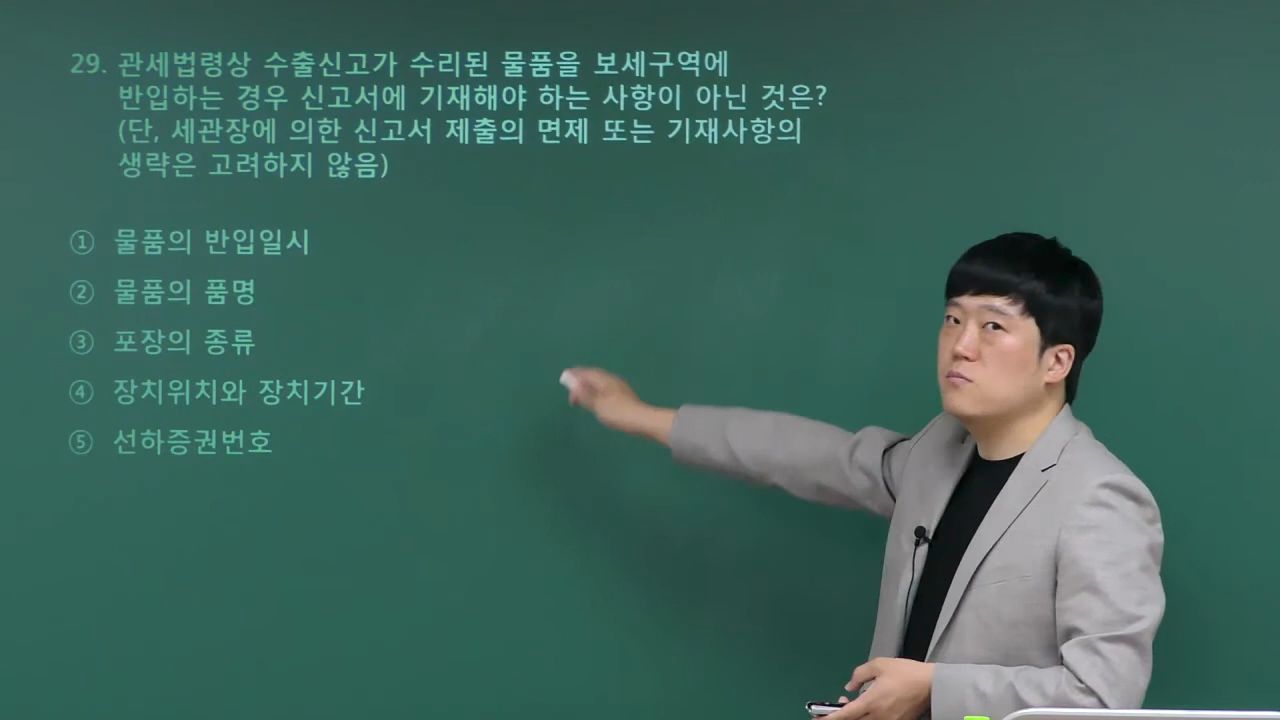 29. 관세법령상 수출신고가 수리된 물품을 보세구역에
반입하는 경우 신고서에 기재해야 하는 사항이 아닌 것은?
(단, 세관장에 의한 신고서 제출의 면제 또는 기재사항의
생략은 고려하지 않음)
① 물품의 반입일시
② 물품의 품명
③ 포장의 종류
④ 장치위치와 장치기간
⑤ 선하증권번호